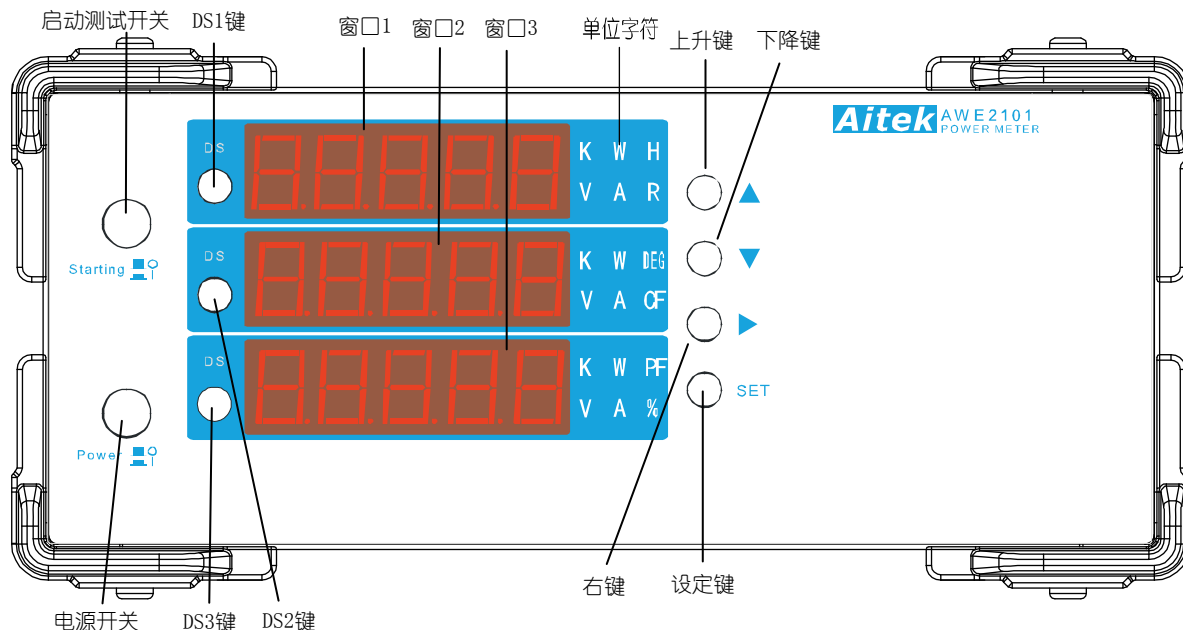 启动测试开关 DS1键 窗口1 窗口2 窗口3 单位字符 上升键 下降键
Aitek AWE2101
POWER METER
DS
K W H
V A R
Starting
DS
K W DEG
V A CF
DS
K W PF
V A %
SET
Power
电源开关 DS3键 DS2键 右键 设定键